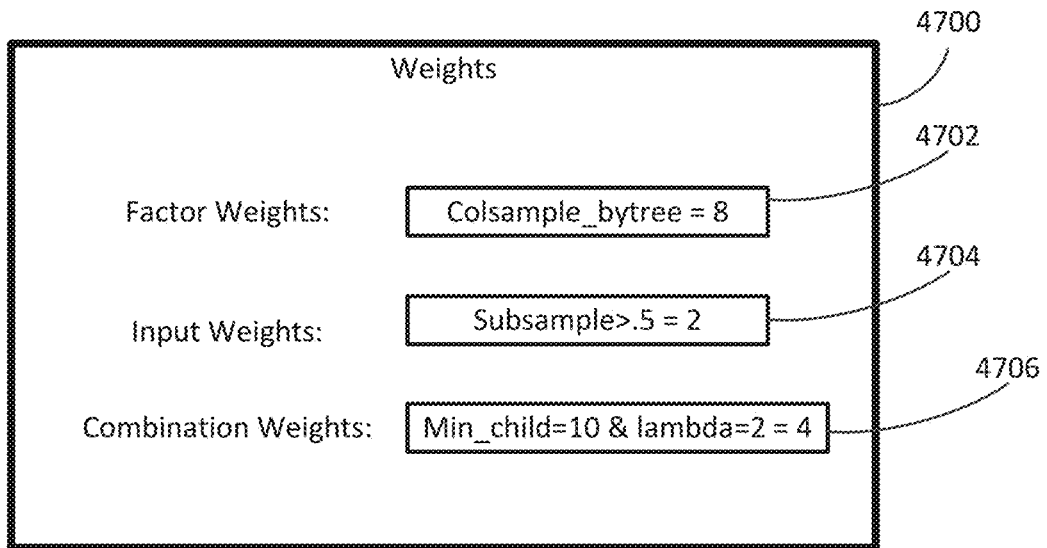 4700
Weights
4702
Factor Weights: Colsample_bytree = 8
4704
Input Weights: Subsample>.5 = 2
4706
Combination Weights: Min_child=10 & lambda=2 = 4